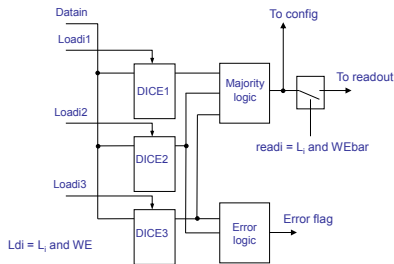 Datain
To config
Loadi1
DICE1
Majority
logic
To readout
Loadi2
DICE2
readi = Li and WEbar
Loadi3
DICE3
Error
logic
Error flag
Ldi = Li and WE